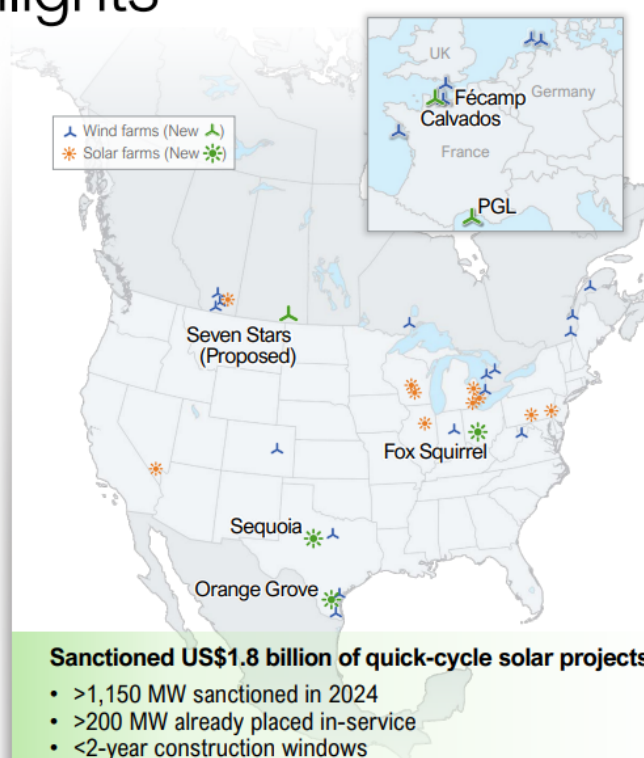 UK
Germany
Fécamp
Calvados
France
PGL
Wind farms (New )
Solar farms (New )
Seven Stars
(Proposed)
Fox Squirrel
Sequoia
Orange Grove
Sanctioned US$1.8 billion of quick-cycle solar projects
• >1,150 MW sanctioned in 2024
• >200 MW already placed in-service
• <2-year construction windows